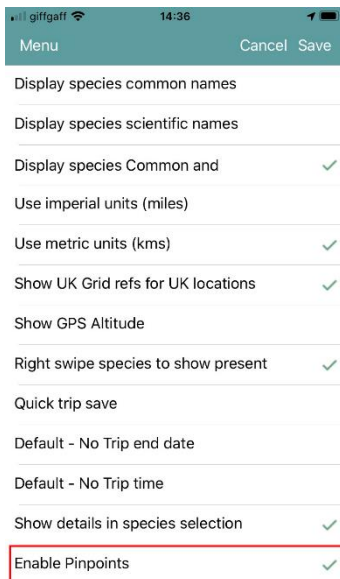 giffgaff 14:36
Menu Cancel Save
Display species common names
Display species scientific names
Display species Common and
Use imperial units (miles)
Use metric units (kms)
Show UK Grid refs for UK locations
Show GPS Altitude
Right swipe species to show present
Quick trip save
Default - No Trip end date
Default - No Trip time
Show details in species selection
Enable Pinpoints